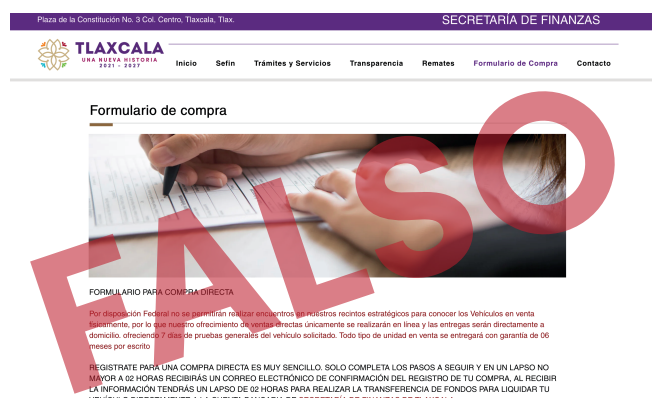 Plaza de la Constitución No. 3 Col. Centro, Tlaxcala, Tlax.
SECRETARÍA DE FINANZAS
TLAXCALA
UNA NUEVA HISTORIA
2021 - 2027
Inicio Sefin Trámites y Servicios Transparencia Remates Formulario de Compra Contacto
Formulario de compra
FALSO
FORMULARIO PARA COMPRA DIRECTA
Por disposición Federal no se permitirán realizar encuentros en nuestros recintos estratégicos para conocer los Vehículos en venta
físicamente, por lo que nuestro ofrecimiento de ventas directas únicamente se realizarán en línea y las entregas serán directamente a
domicilio. ofreciendo 7 días de pruebas generales del vehículo solicitado. Todo tipo de unidad en venta se entregará con garantía de 06
meses por escrito
REGISTRATE PARA UNA COMPRA DIRECTA ES MUY SENCILLO. SOLO COMPLETA LOS PASOS A SEGUIR Y EN UN LAPSO NO
MAYOR A 02 HORAS RECIBIRÁS UN CORREO ELECTRÓNICO DE CONFIRMACIÓN DEL REGISTRO DE TU COMPRA, AL RECIBIR
LA INFORMACIÓN TENDRÁS UN LAPSO DE 02 HORAS PARA REALIZAR LA TRANSFERENCIA DE FONDOS PARA LIQUIDAR TU